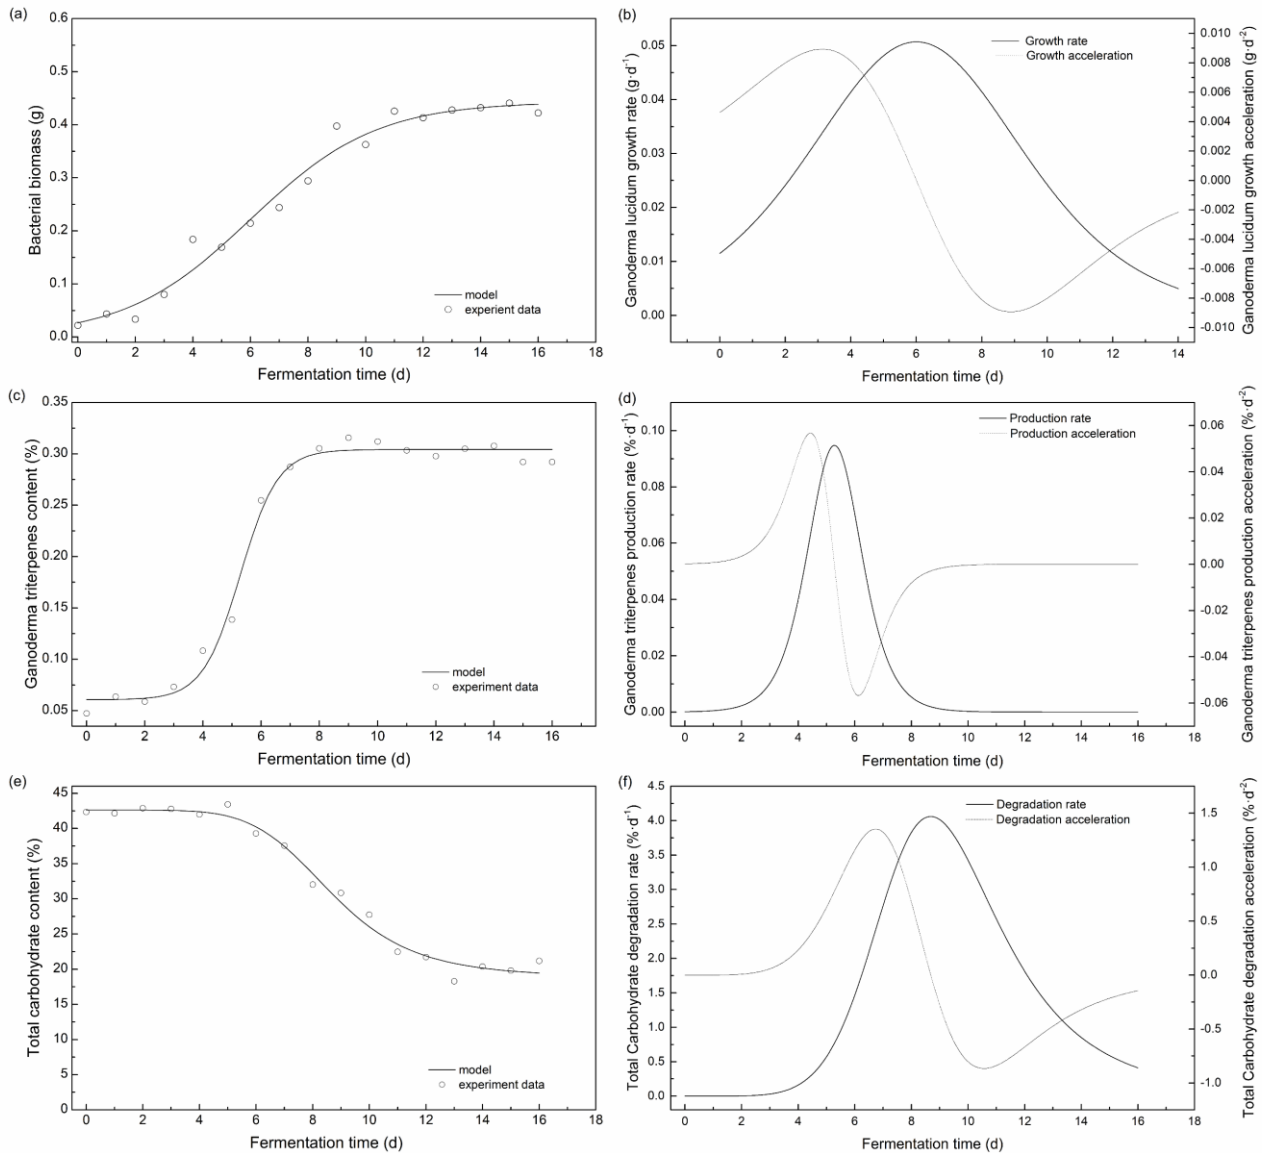 (a)
0.6
0.5
0.4
0.3
0.2
0.1
0.0
Bacterial biomass (g)
model
experient data
0 2 4 6 8 10 12 14 16 18
Fermentation time (d)
(b)
0.05
0.04
0.03
0.02
0.01
0.00
Ganoderma lucidum growth rate (g·d-1)
Growth rate
Growth acceleration
0.010
0.008
0.006
0.004
0.002
0.000
-0.002
-0.004
-0.006
-0.008
-0.010
Ganoderma lucidum growth acceleration (g·d-2)
0 2 4 6 8 10 12 14
Fermentation time (d)
(c)
0.35
0.30
0.25
0.20
0.15
0.10
0.05
Ganoderma triterpenes content (%)
model
experiment data
0 2 4 6 8 10 12 14 16 18
Fermentation time (d)
(d)
0.10
0.08
0.06
0.04
0.02
0.00
Ganoderma triterpenes production rate (%·d-1)
Production rate
Production acceleration
0.06
0.04
0.02
0.00
-0.02
-0.04
-0.06
Ganoderma triterpenes production acceleration (%·d-2)
0 2 4 6 8 10 12 14 16 18
Fermentation time (d)
(e)
45
40
35
30
25
20
15
10
5
0
Total carbohydrate content (%)
model
experiment data
0 2 4 6 8 10 12 14 16 18
Fermentation time (d)
(f)
4.5
4.0
3.5
3.0
2.5
2.0
1.5
1.0
0.5
0.0
Total Carbohydrate degradation rate (%·d-1)
Degradation rate
Degradation acceleration
1.5
1.0
0.5
0.0
-0.5
-1.0
Total Carbohydrate degradation acceleration (%·d-2)
0 2 4 6 8 10 12 14 16 18
Fermentation time (d)